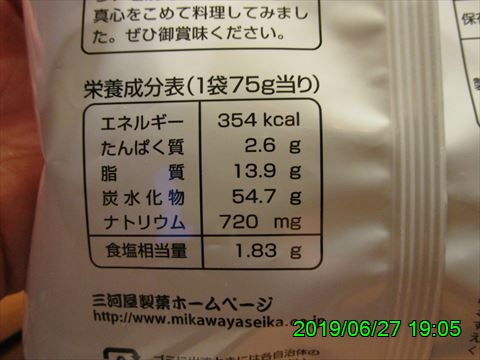 真心をこめて料理してみまし
た。ぜひ御賞味ください。
栄養成分表(1袋75g当り)
エネルギー 354 kcal
たんぱく質 2.6 g
脂 質 13.9 g
炭水化物 54.7 g
ナトリウム 720 mg
食塩相当量 1.83 g
三河屋製菓ホームページ
http://www.mikawayaseika.co.jp
2019/06/27 19:05